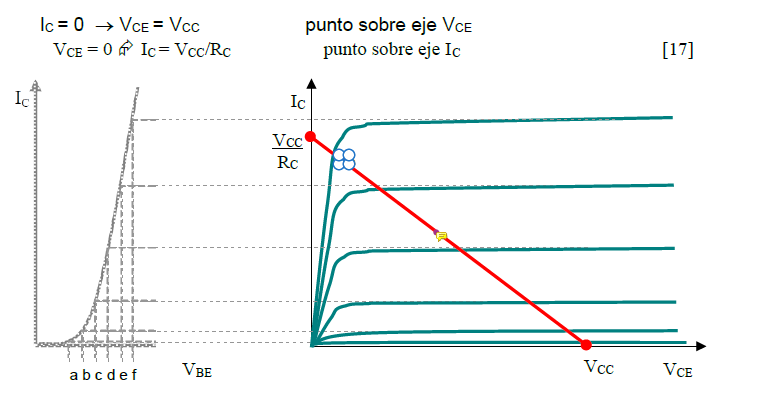 IC = 0 → VCE = VCC punto sobre eje VCE
VCE = 0 IC = VCC/RC punto sobre eje IC [17]
IC
IC
VCC
RC
a b c d e f
VBE
VCC
VCE